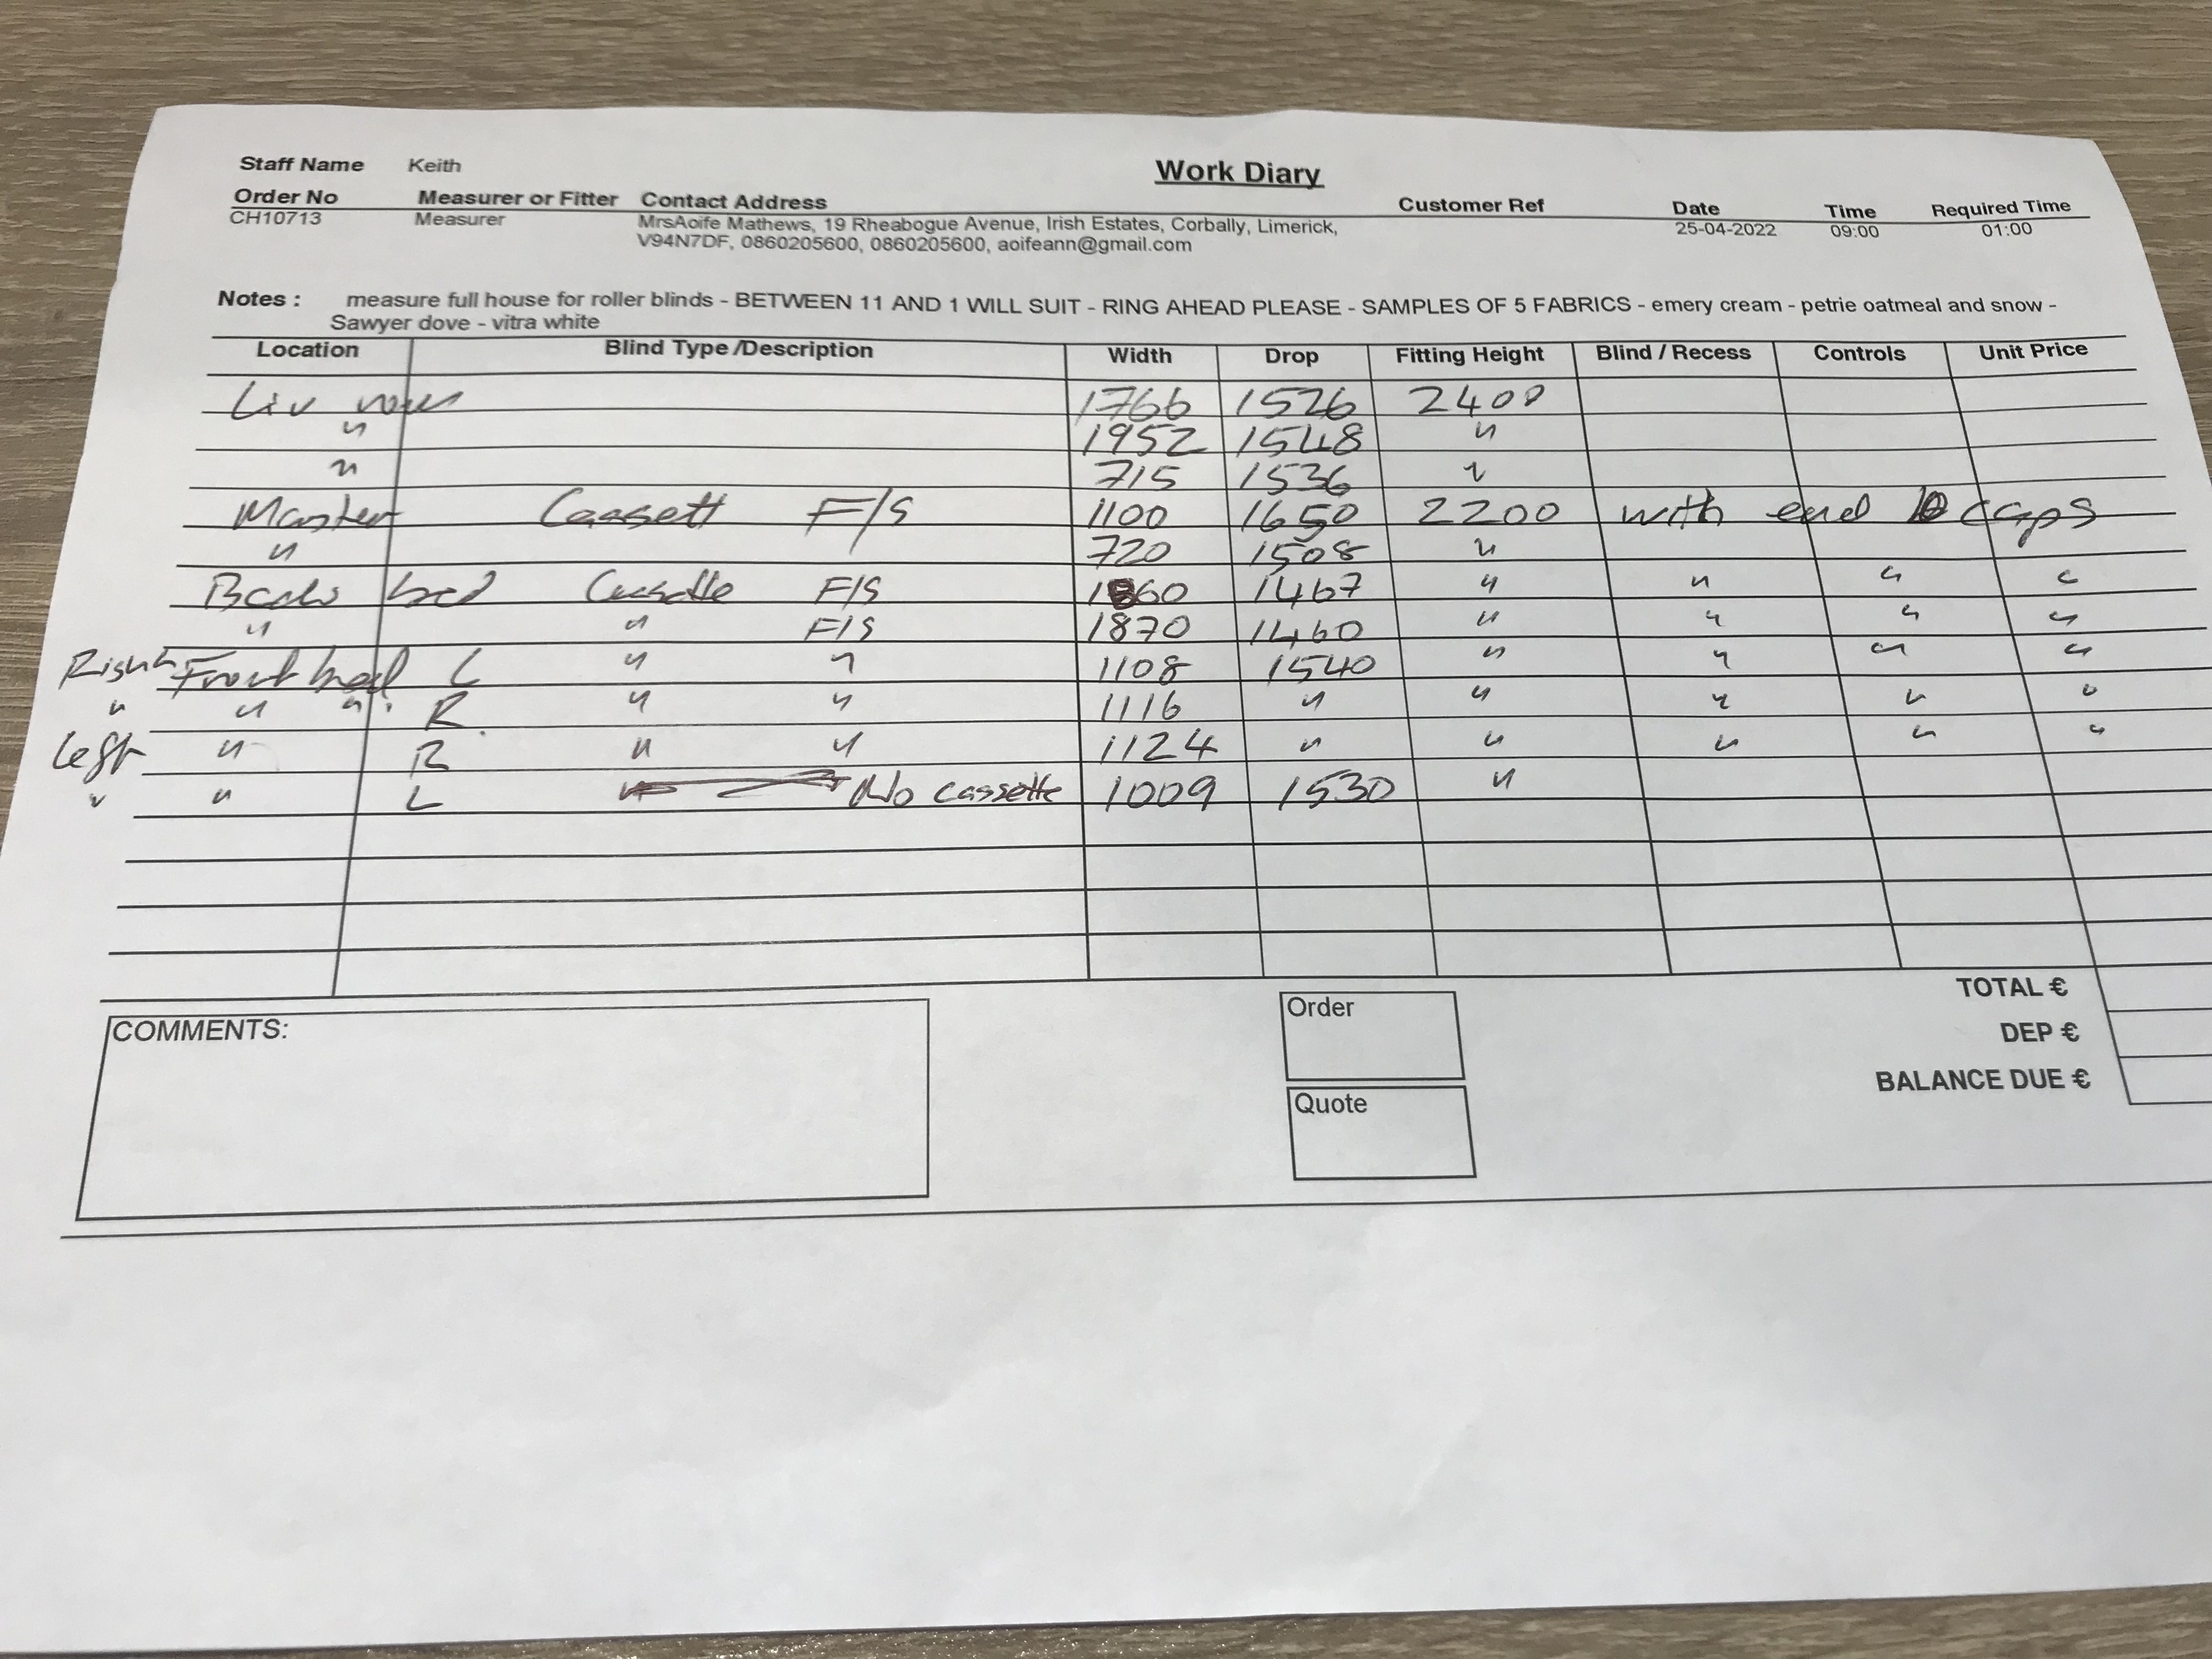 Work Diary
Staff Name Keith
Order No Measurer or Fitter Contact Address Customer Ref Date Time Required Time
CH10713 Measurer MrsAoife Mathews, 19 Rheabogue Avenue, Irish Estates, Corbally, Limerick, 25-04-2022 09:00 01:00
V94N7DF, 0860205600, 0860205600, aoifeann@gmail.com
Notes : measure full house for roller blinds - BETWEEN 11 AND 1 WILL SUIT - RING AHEAD PLEASE - SAMPLES OF 5 FABRICS - emery cream - petrie oatmeal and snow -
Sawyer dove - vitra white
Location Blind Type /Description Width Drop Fitting Height Blind / Recess Controls Unit Price
Liv 1766 1526 2400
" 1952 1548 "
" 715 1536 "
Master Cassett F/S 1100 1650 2200 with end caps
" 720 1508 "
bed Cassette F/S 1860 1467 " " " "
" " F/S 1870 1460 " " " "
Right Front bed L " " 1108 1540 " " " "
" " " R " " 1116 " " " " "
Left " R " " 1124 " " " " "
" " L No cassette 1009 1530 "
TOTAL €
DEP €
BALANCE DUE €
COMMENTS:
Order
Quote